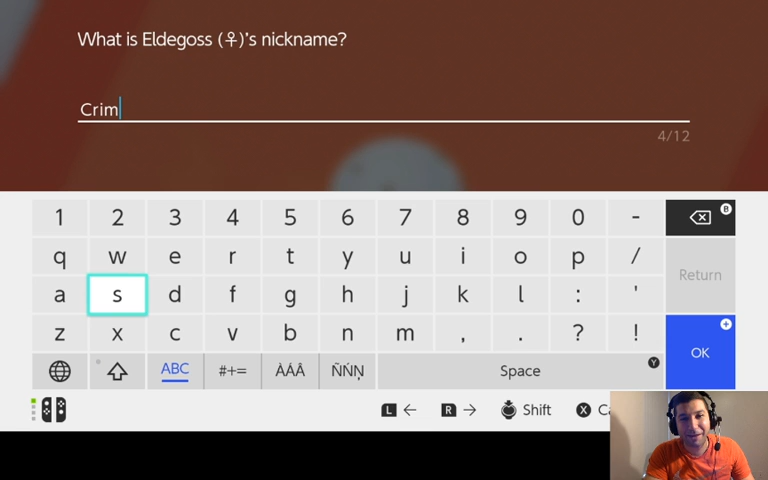 What is Eldegoss (♀)'s nickname?
Crim
4/12
1 2 3 4 5 6 7 8 9 0 - B
q w e r t y u i o p /
a s d f g h j k l : ' Return
z x c v b n m , . ? ! OK +
ABC #+= ÀÁÂ ÑŃŅ Space Y
L ← R → Shift X